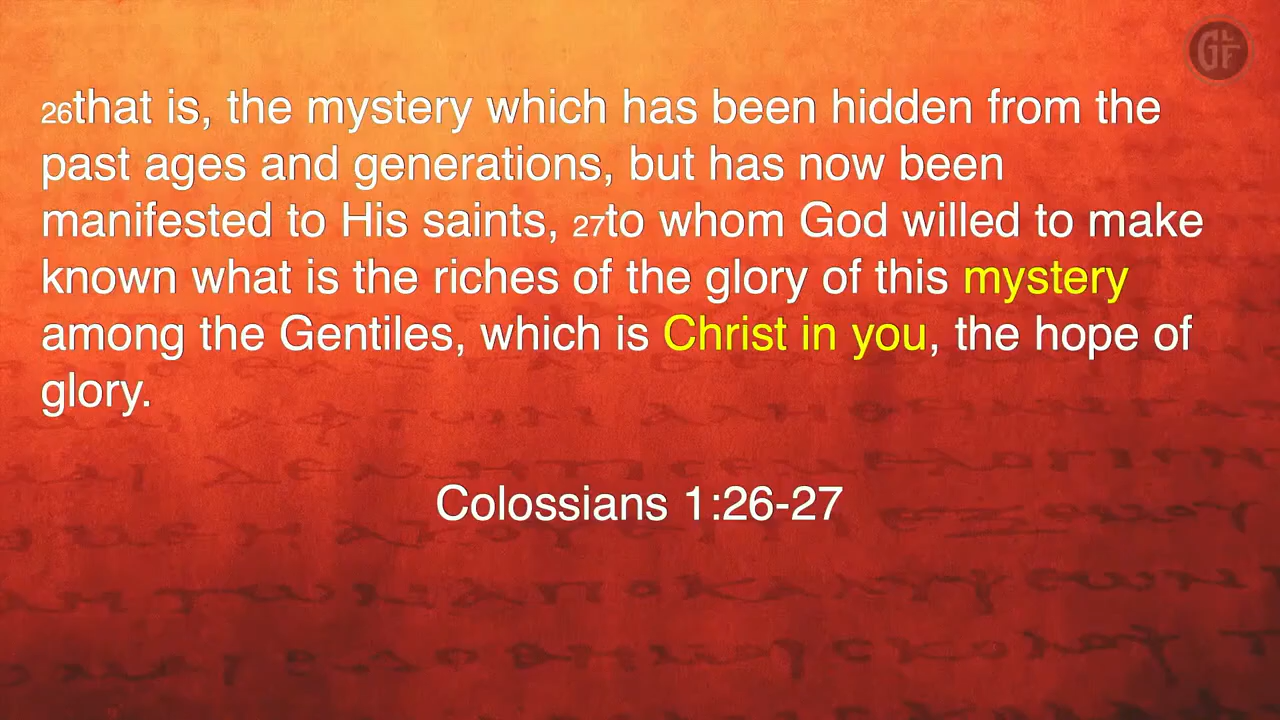 26that is, the mystery which has been hidden from the
past ages and generations, but has now been
manifested to His saints, 27to whom God willed to make
known what is the riches of the glory of this mystery
among the Gentiles, which is Christ in you, the hope of
glory.
Colossians 1:26-27